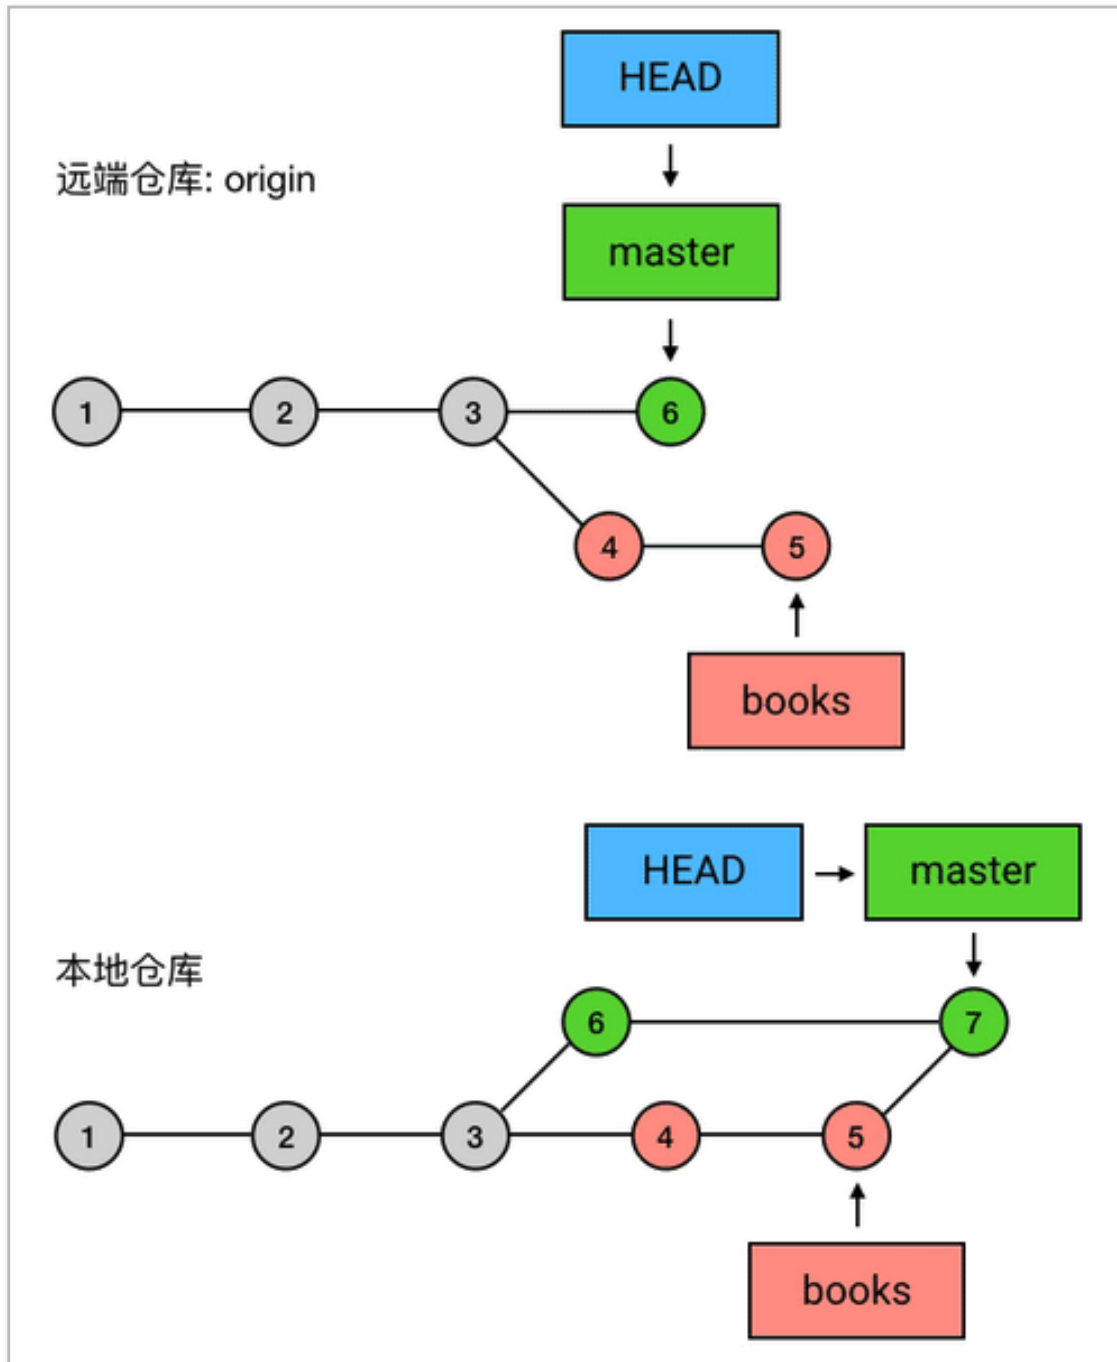 HEAD
远端仓库: origin
master
1 2 3 6
4 5
books
HEAD master
本地仓库
6 7
1 2 3 4 5
books